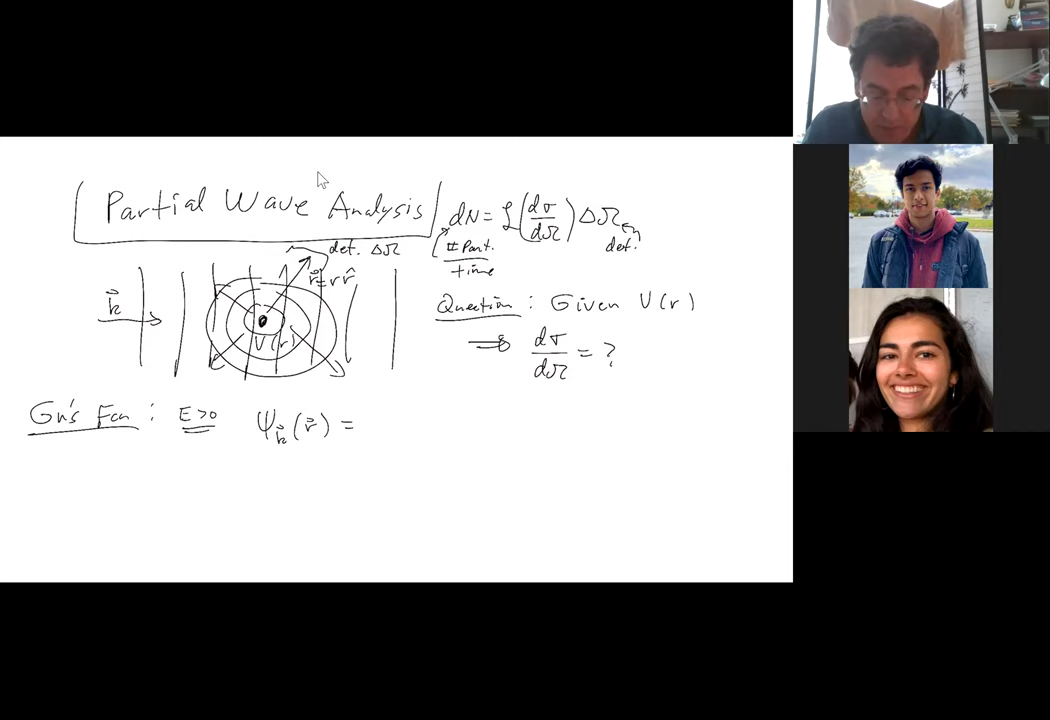 Partial Wave Analysis
dN = ℒ (dσ/dΩ) ΔΩ
# Part. / time
det.
det. ΔΩ
r⃗ = r r̂
k⃗
V(r)
Question : Given V(r)
⇒ dσ/dΩ = ?
Gn's Fcn : E>0 ψ_k⃗(r⃗) =